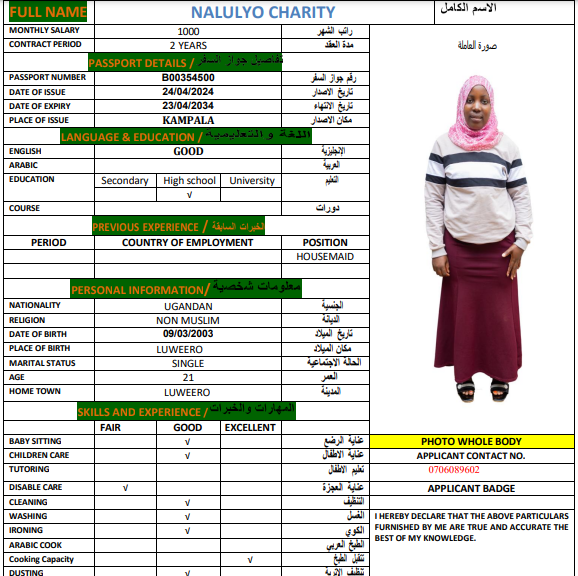 FULL NAME NALULYO CHARITY الاسم الكامل
MONTHLY SALARY 1000 راتب الشهر
CONTRACT PERIOD 2 YEARS مدة العقد
صورة العاملة
PASSPORT DETAILS / تفاصيل جواز السفر
PASSPORT NUMBER B00354500 رقم جواز السفر
DATE OF ISSUE 24/04/2024 تاريخ الاصدار
DATE OF EXPIRY 23/04/2034 تاريخ الانتهاء
PLACE OF ISSUE KAMPALA مكان الاصدار
LANGUAGE & EDUCATION / اللغة و التعليمية
ENGLISH GOOD الإنجليزية
ARABIC العربية
EDUCATION Secondary High school University التعليم
√
COURSE دورات
PREVIOUS EXPERIENCE / الخبرات السابقة
PERIOD COUNTRY OF EMPLOYMENT POSITION
HOUSEMAID
PERSONAL INFORMATION/ معلومات شخصية
NATIONALITY UGANDAN الجنسية
RELIGION NON MUSLIM الديانة
DATE OF BIRTH 09/03/2003 تاريخ الميلاد
PLACE OF BIRTH LUWEERO مكان الميلاد
MARITAL STATUS SINGLE الحالة الاجتماعية
AGE 21 العمر
HOME TOWN LUWEERO المدينة
SKILLS AND EXPERIENCE / المهارات والخبرات
FAIR GOOD EXCELLENT
BABY SITTING √ عناية الرضع
CHILDREN CARE √ عناية الاطفال
TUTORING تعليم الاطفال
DISABLE CARE √ عناية العجزة
CLEANING √ التنظيف
WASHING √ الغسل
IRONING √ الكوي
ARABIC COOK الطبخ العربي
Cooking Capacity √ تتقبل الطبخ
DUSTING √ تنظيف الاتربة
PHOTO WHOLE BODY
APPLICANT CONTACT NO.
0706089602
APPLICANT BADGE
I HEREBY DECLARE THAT THE ABOVE PARTICULARS
FURNISHED BY ME ARE TRUE AND ACCURATE THE
BEST OF MY KNOWLEDGE.